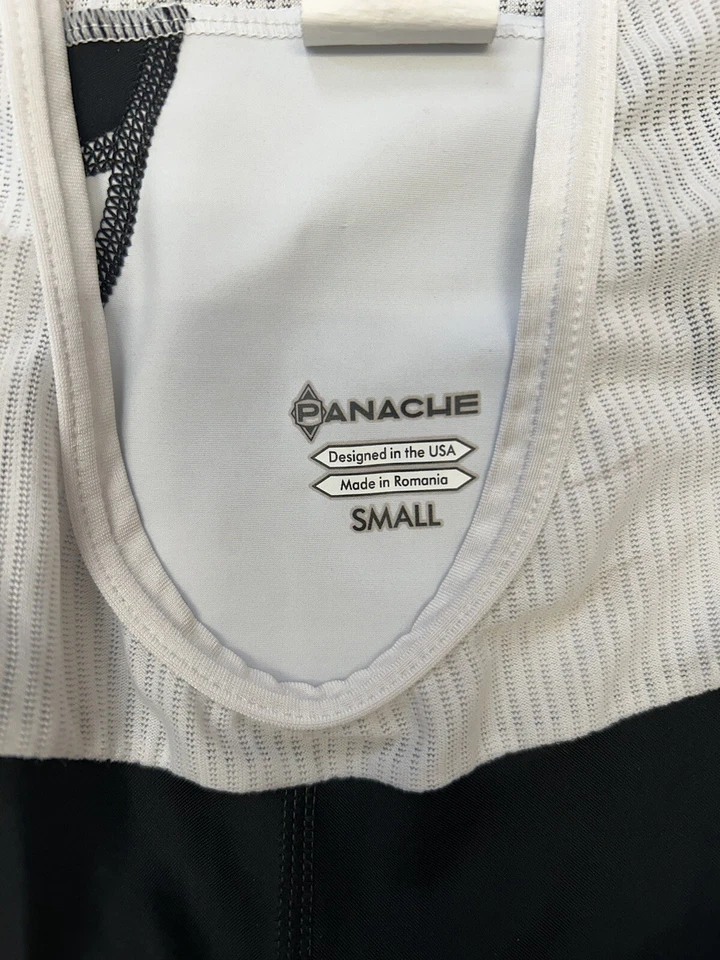 PANACHE
Designed in the USA
Made in Romania
SMALL